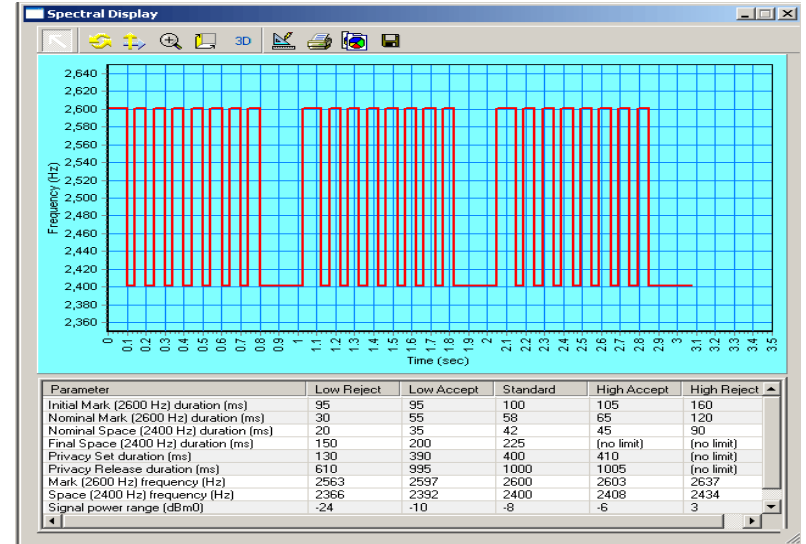 Spectral Display
3D
2,640
2,620
2,600
2,580
2,560
2,540
2,520
2,500
2,480
2,460
2,440
2,420
2,400
2,380
2,360
Frequency (Hz)
0 0.1 0.2 0.3 0.4 0.5 0.6 0.7 0.8 0.9 1 1.1 1.2 1.3 1.4 1.5 1.6 1.7 1.8 1.9 2 2.1 2.2 2.3 2.4 2.5 2.6 2.7 2.8 2.9 3 3.1 3.2 3.3 3.4 3.5
Time (sec)
Parameter Low Reject Low Accept Standard High Accept High Reject
Initial Mark (2600 Hz) duration (ms) 95 95 100 105 160
Nominal Mark (2600 Hz) duration (ms) 30 55 58 65 120
Nominal Space (2400 Hz) duration (ms) 20 35 42 45 90
Final Space (2400 Hz) duration (ms) 150 200 225 (no limit) (no limit)
Privacy Set duration (ms) 130 390 400 410 (no limit)
Privacy Release duration (ms) 610 995 1000 1005 (no limit)
Mark (2600 Hz) frequency (Hz) 2563 2597 2600 2603 2637
Space (2400 Hz) frequency (Hz) 2366 2392 2400 2408 2434
Signal power range (dBm0) -24 -10 -8 -6 3